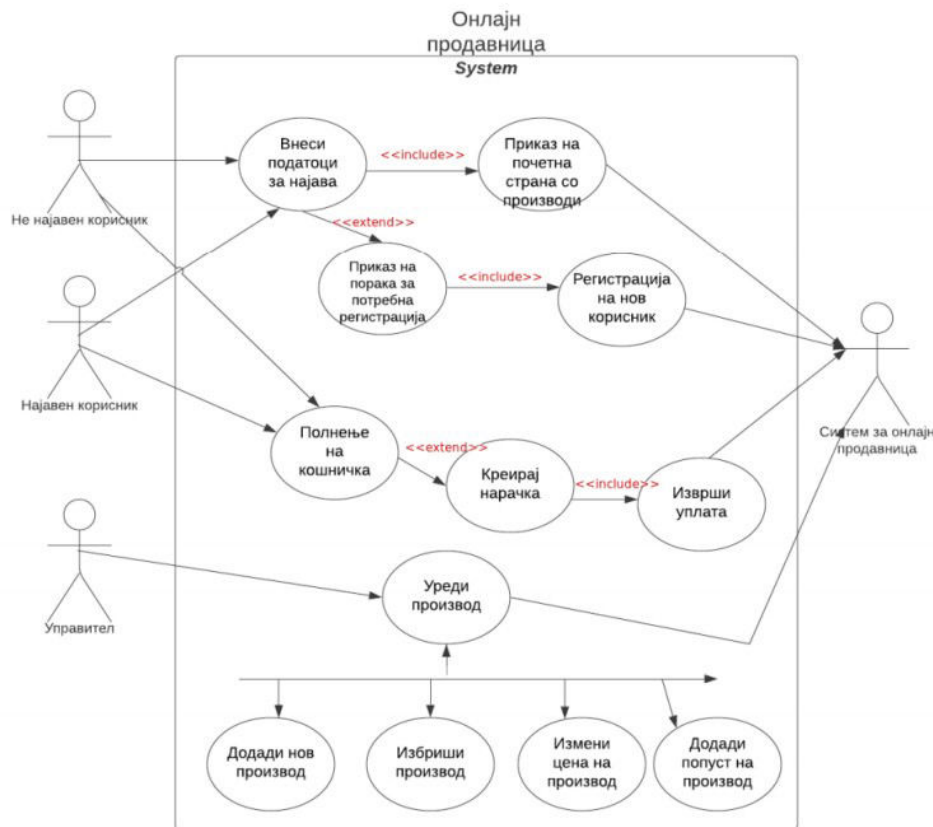 Онлајн
продавница
System
Внеси
податоци
за најава
<<include>>
Приказ на
почетна
страна со
производи
Не најавен корисник
<<extend>>
Приказ на
порака за
потребна
регистрација
<<include>>
Регистрација
на нов
корисник
Најавен корисник
Систем за онлајн
продавница
Полнење
на
кошничка
<<extend>>
Креирај
нарачка
<<include>>
Изврши
уплата
Уреди
производ
Управител
Додади нов
производ
Избриши
производ
Измени
цена на
производ
Додади
попуст на
производ